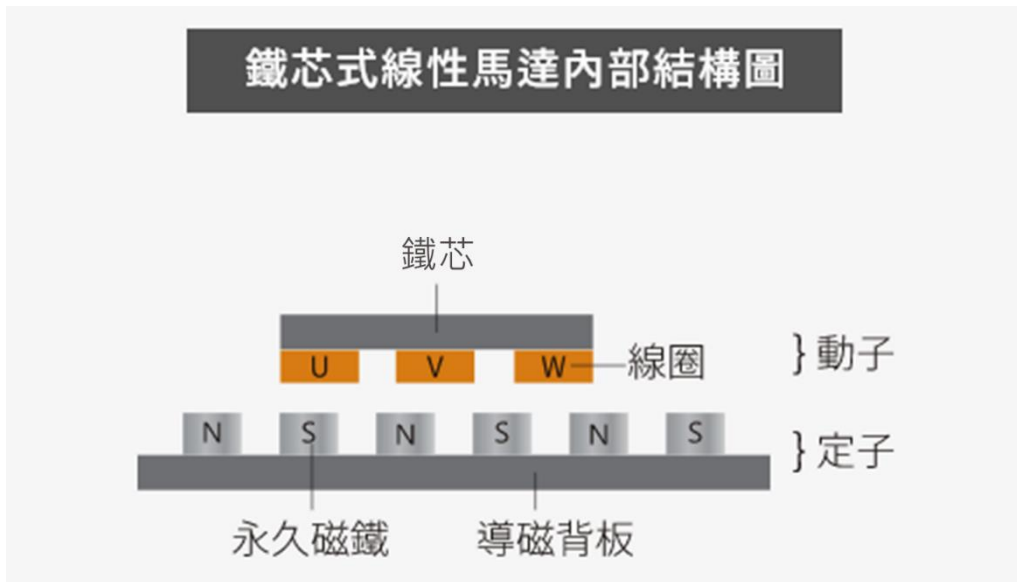 鐵芯式線性馬達內部結構圖
鐵芯
U V W 線圈
} 動子
N S N S N S
} 定子
永久磁鐵 導磁背板